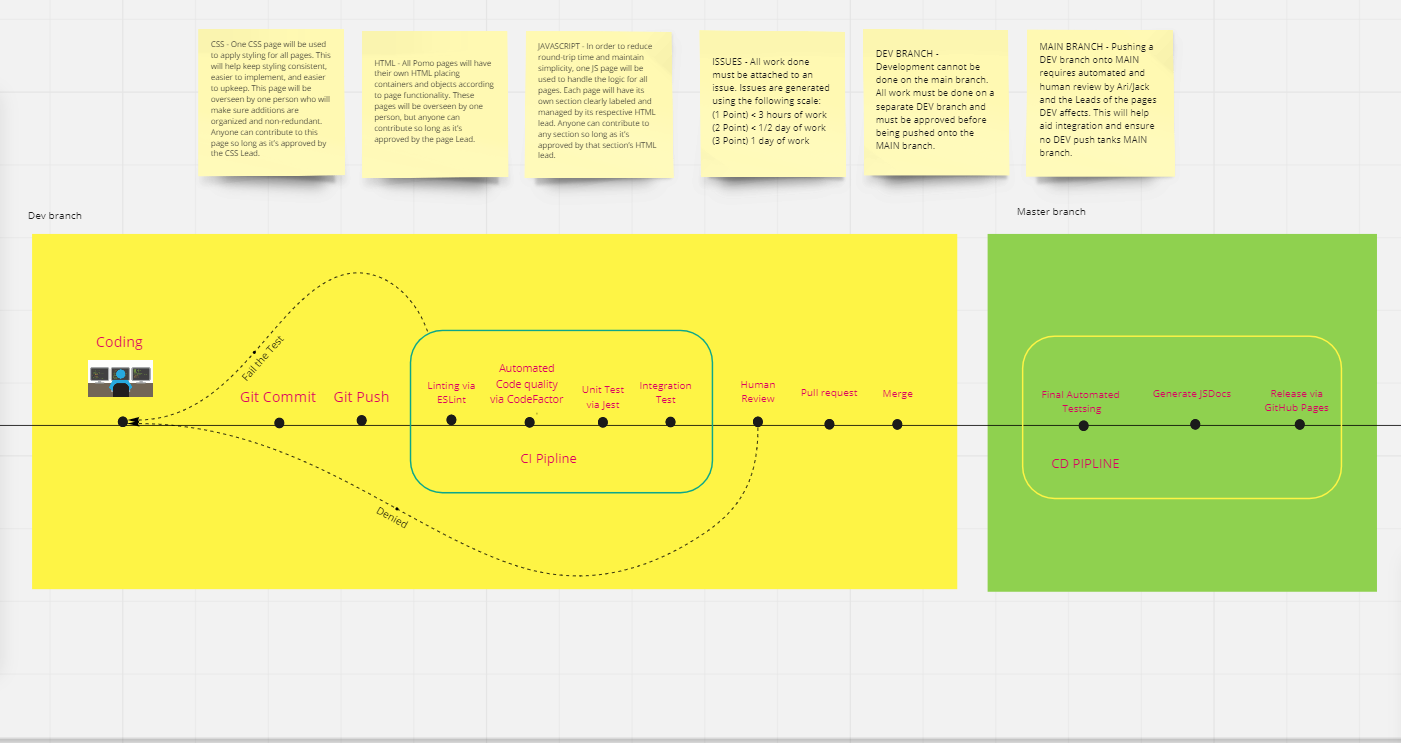 CSS - One CSS page will be used
to apply styling for all pages. This
will help keep styling consistent,
easier to implement, and easier
to upkeep. This page will be
overseen by one person who will
make sure additions are
organized and non-redundant.
Anyone can contribute to this
page so long as it's approved by
the CSS Lead.
HTML - All Pomo pages will have
their own HTML placing
containers and objects according
to page functionality. These
pages will be overseen by one
person, but anyone can
contribute so long as it's
approved by the page Lead.
JAVASCRIPT - In order to reduce
round-trip time and maintain
simplicity, one JS page will be
used to handle the logic for all
pages. Each page will have its
own section clearly labeled and
managed by its respective HTML
lead. Anyone can contribute to
any section so long as it's
approved by that section's HTML
lead.
ISSUES - All work done
must be attached to an
issue. Issues are generated
using the following scale:
(1 Point) < 3 hours of work
(2 Point) < 1/2 day of work
(3 Point) 1 day of work
DEV BRANCH -
Development cannot be
done on the main branch.
All work must be done on a
separate DEV branch and
must be approved before
being pushed onto the
MAIN branch.
MAIN BRANCH - Pushing a
DEV branch onto MAIN
requires automated and
human review by Ari/Jack
and the Leads of the pages
DEV affects. This will help
aid integration and ensure
no DEV push tanks MAIN
branch.
Dev branch
Master branch
Coding
Fail the Test
Git Commit
Git Push
Linting via
ESLint
Automated
Code quality
via CodeFactor
.
Unit Test
via Jest
Integration
Test
Human
Review
Pull request
Merge
CI Pipline
Denied
Final Automated
Testsing
Generate JSDocs
Release via
GitHub Pages
CD PIPLINE